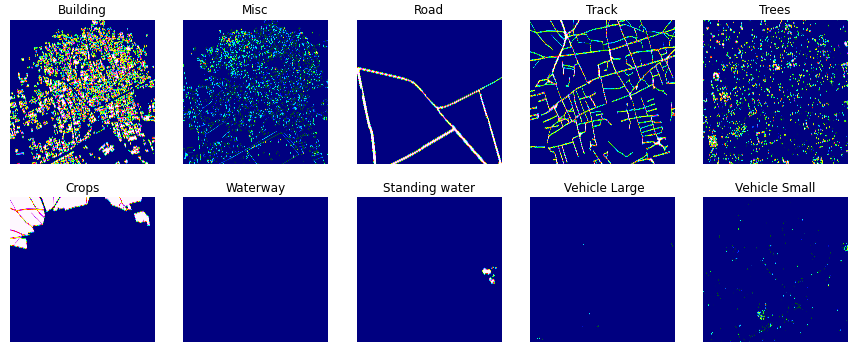 Building
Misc
Road
Track
Trees
Crops
Waterway
Standing water
Vehicle Large
Vehicle Small